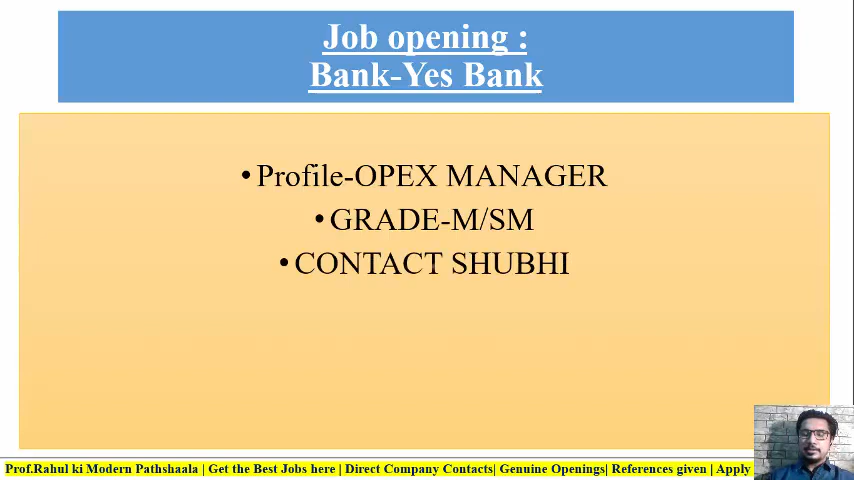 Job opening :
Bank-Yes Bank
•Profile-OPEX MANAGER
•GRADE-M/SM
•CONTACT SHUBHI
Prof.Rahul ki Modern Pathshaala | Get the Best Jobs here | Direct Company Contacts| Genuine Openings| References given | Apply